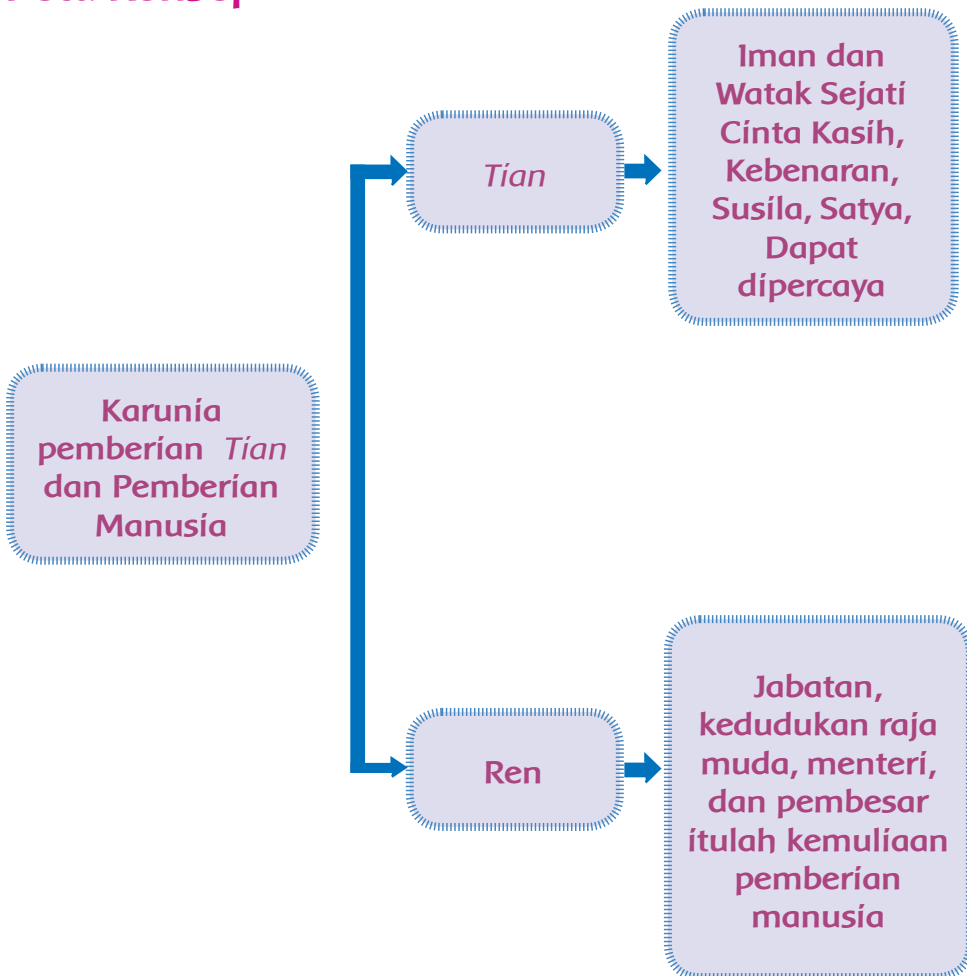 Karunia
pemberian Tian
dan Pemberian
Manusia
Tian
Iman dan
Watak Sejati
Cinta Kasih,
Kebenaran,
Susila, Satya,
Dapat
dipercaya
Ren
Jabatan,
kedudukan raja
muda, menteri,
dan pembesar
itulah kemuliaan
pemberian
manusia